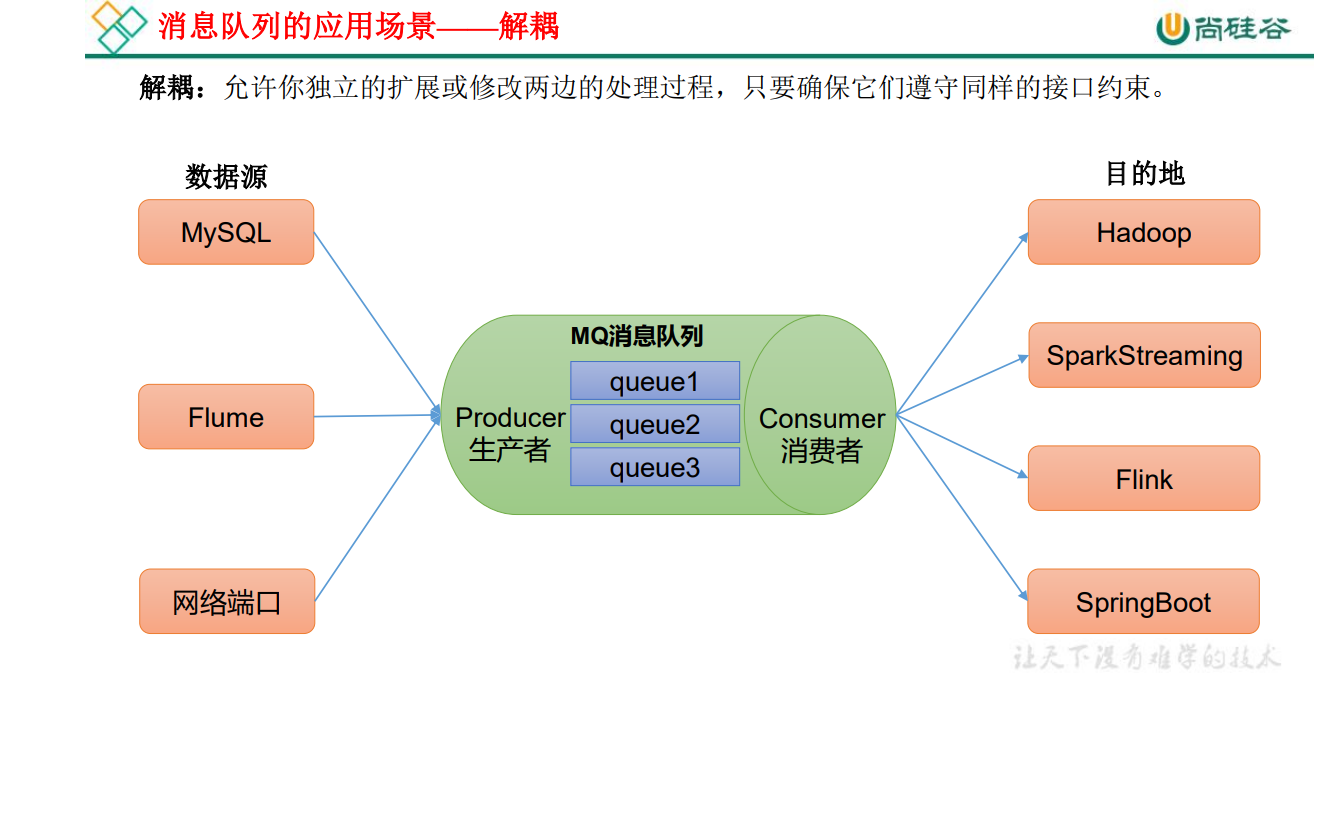 消息队列的应用场景——解耦
尚硅谷
解耦：允许你独立的扩展或修改两边的处理过程，只要确保它们遵守同样的接口约束。
数据源
目的地
MySQL
Hadoop
MQ消息队列
SparkStreaming
queue1
Flume
Producer
生产者
queue2
Consumer
消费者
queue3
Flink
网络端口
SpringBoot
让天下没有难学的技术